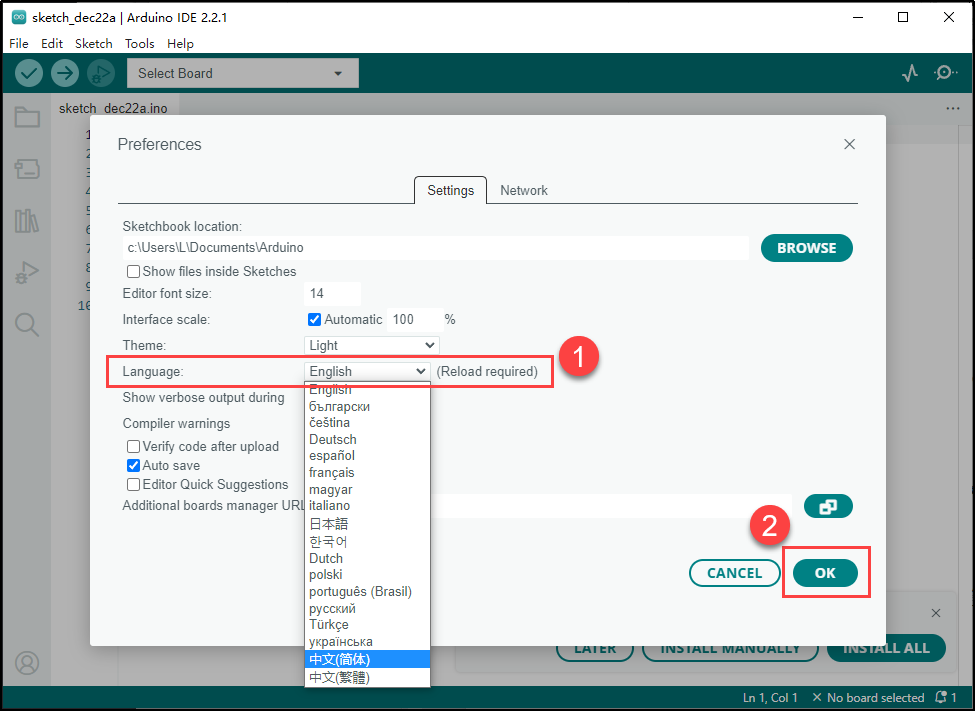 sketch_dec22a | Arduino IDE 2.2.1
File Edit Sketch Tools Help
Select Board
sketch_dec22a.ino
1
2
3
4
5
6
7
8
9
10
Preferences
Settings Network
Sketchbook location:
c:\Users\L\Documents\Arduino
BROWSE
Show files inside Sketches
Editor font size: 14
Interface scale: Automatic 100 %
Theme: Light
Language: English (Reload required)
1
Show verbose output during
Compiler warnings
Verify code after upload
Auto save
Editor Quick Suggestions
Additional boards manager URL
English
български
čeština
Deutsch
español
français
magyar
italiano
日本語
한국어
Dutch
polski
português (Brasil)
русский
Türkçe
українська
中文(简体)
中文(繁體)
2
CANCEL OK
LATER INSTALL MANUALLY INSTALL ALL
Ln 1, Col 1 No board selected 1